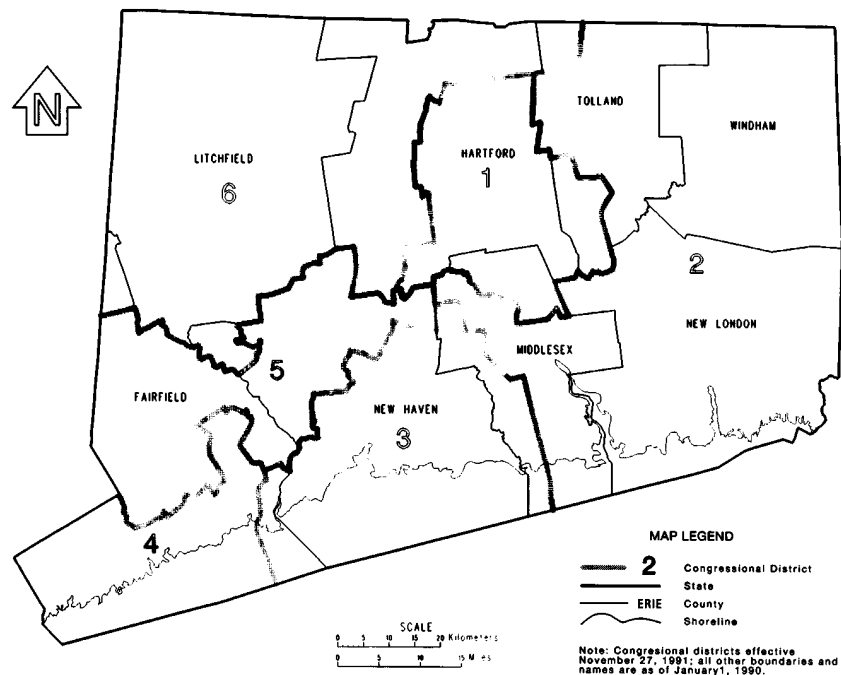 N
TOLLAND
WINDHAM
LITCHFIELD
HARTFORD
6
1
2
NEW LONDON
MIDDLESEX
5
FAIRFIELD
NEW HAVEN
3
4
MAP LEGEND
2 Congressional District
State
ERIE County
Shoreline
SCALE
0 5 10 15 20 Kilometers
0 5 10 15 Miles
Note: Congresional districts effective
November 27, 1991; all other boundaries and
names are as of January1, 1990.